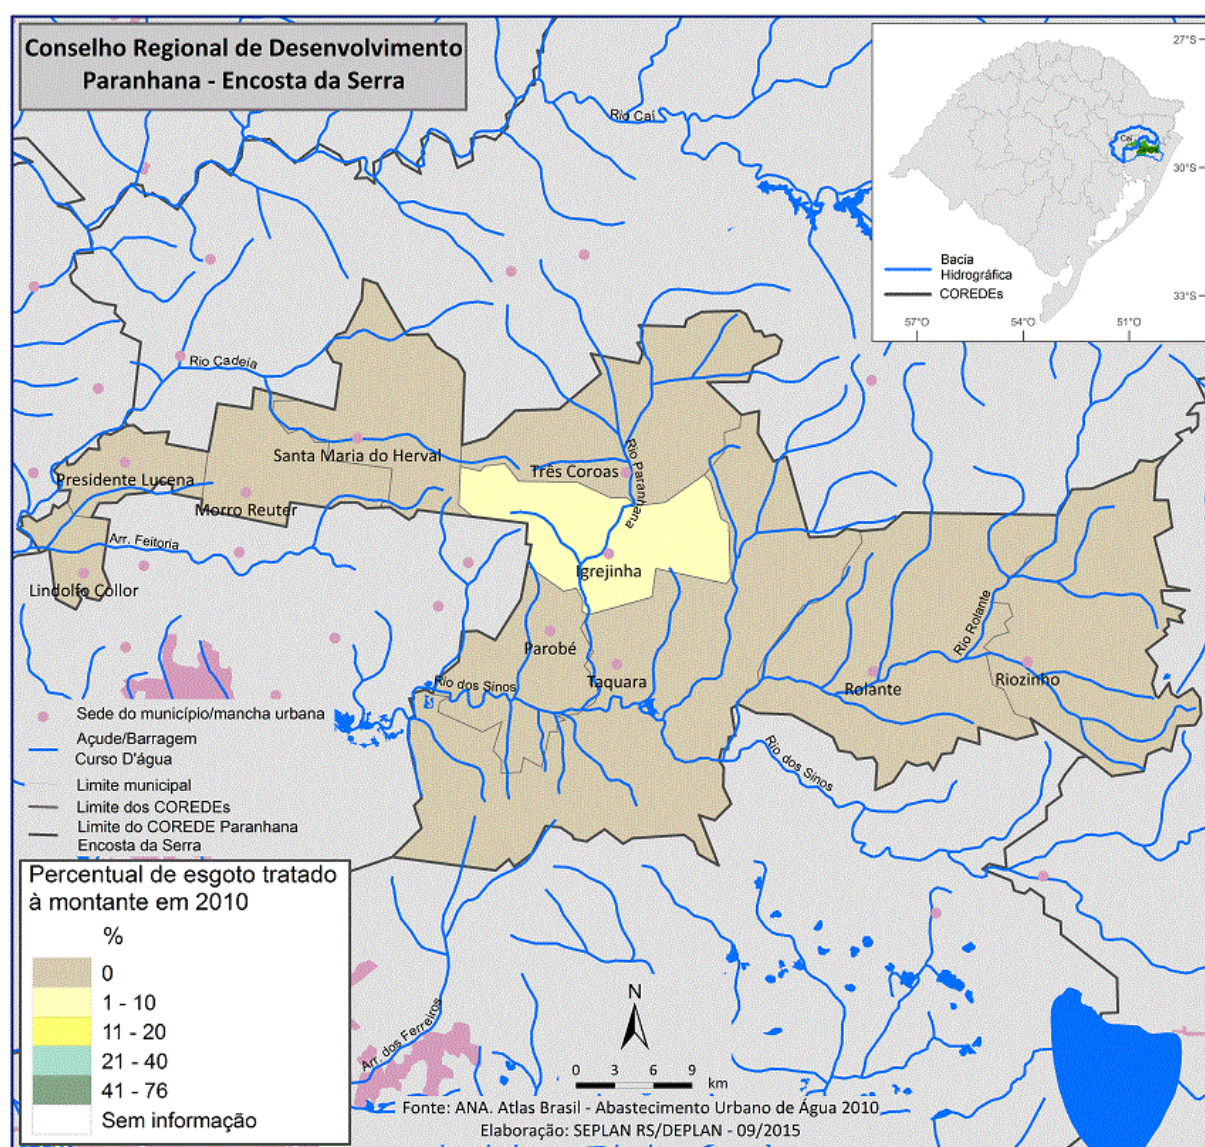 Conselho Regional de Desenvolvimento
Paranhana - Encosta da Serra
Rio Caí
27°S
Caí
30°S
Bacia
Hidrográfica
COREDEs
33°S
57°O
54°O
51°O
Rio Cadeia
Santa Maria do Herval
Presidente Lucena
Morro Reuter
Três Coroas
Rio Paranhana
Arr. Feitoria
Igrejinha
Lindolfo Collor
Parobé
Taquara
Rio dos Sinos
Rio Rolante
Rolante
Riozinho
Rio dos Sinos
Sede do município/mancha urbana
Açude/Barragem
Curso D'água
Limite municipal
Limite dos COREDEs
Limite do COREDE Paranhana
Encosta da Serra
Percentual de esgoto tratado
à montante em 2010
%
0
1 - 10
11 - 20
21 - 40
41 - 76
Sem informação
Arr. dos Ferreiros
N
0 3 6 9
km
Fonte: ANA. Atlas Brasil - Abastecimento Urbano de Água 2010
Elaboração: SEPLAN RS/DEPLAN - 09/2015